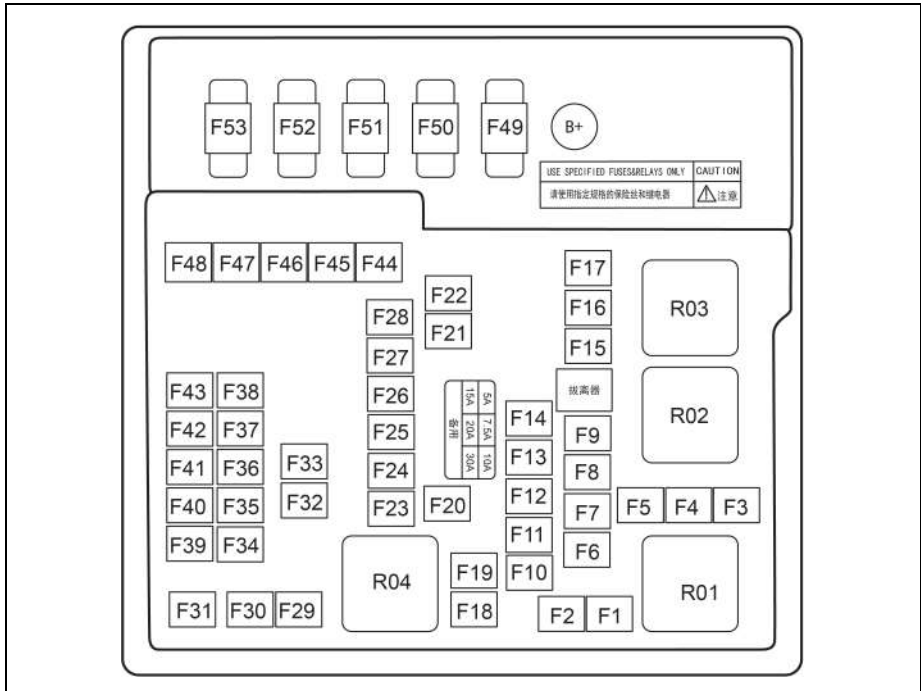 F53 F52 F51 F50 F49 B+
USE SPECIFIED FUSES&RELAYS ONLY CAUTION
请使用指定规格的保险丝和继电器 注意
F48 F47 F46 F45 F44
F17
F16
F15
R03
F22
F21
F28
F27
F26
F25
F24
F23
拔离器
R02
F43 F38
F42 F37
F41 F36
F40 F35
F39 F34
F33
F32
5A 7.5A 10A
15A 20A 30A
备用
F20
F14
F13
F12
F11
F10
F9
F8
F7
F6
F5 F4 F3
R04
F19
F18
R01
F31 F30 F29
F2 F1